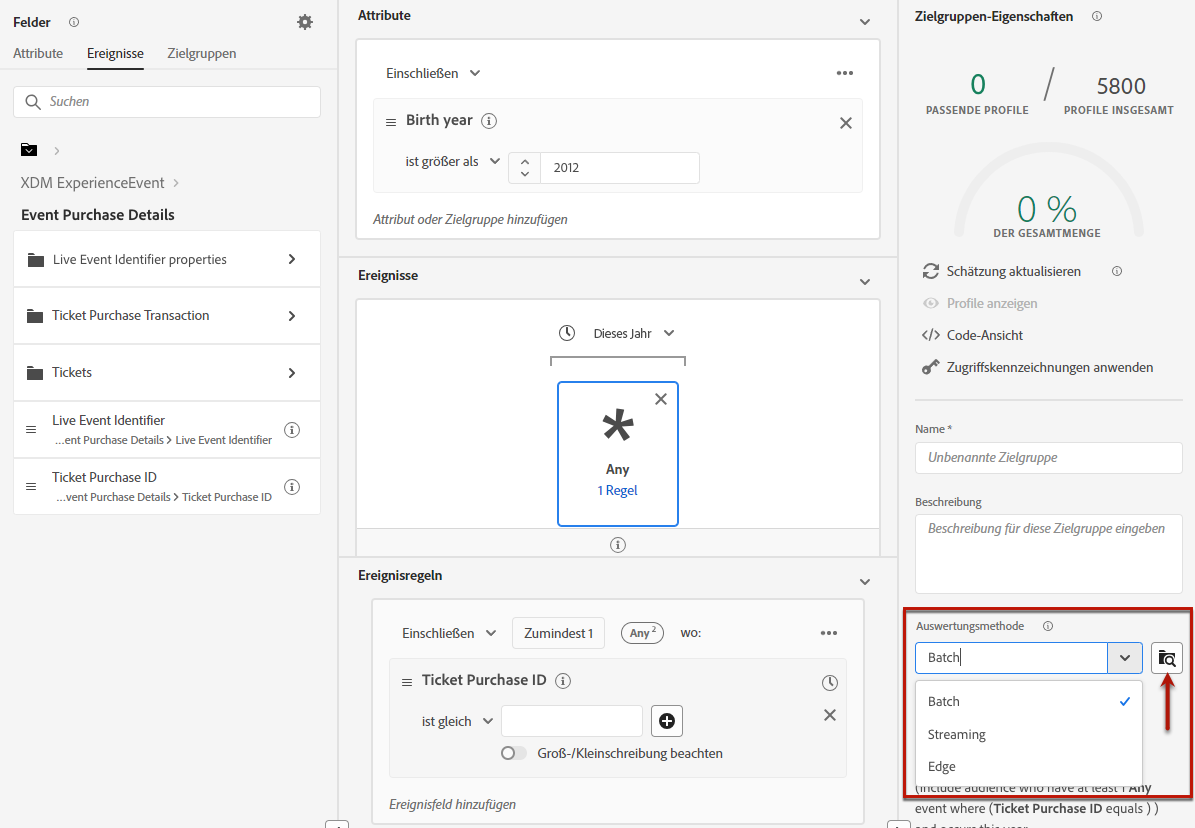 Felder
Attribute Ereignisse Zielgruppen
Suchen
XDM ExperienceEvent
Event Purchase Details
Live Event Identifier properties
Ticket Purchase Transaction
Tickets
Live Event Identifier
...ent Purchase Details > Live Event Identifier
Ticket Purchase ID
...vent Purchase Details > Ticket Purchase ID
Attribute
Einschließen
Birth year
ist größer als 2012
Attribut oder Zielgruppe hinzufügen
Ereignisse
Dieses Jahr
Any
1 Regel
Ereignisregeln
Einschließen Zumindest 1 Any 2 wo:
Ticket Purchase ID
ist gleich
Groß-/Kleinschreibung beachten
Ereignisfeld hinzufügen
Zielgruppen-Eigenschaften
0 / 5800
PASSENDE PROFILE PROFILE INSGESAMT
0 %
DER GESAMTMENGE
Schätzung aktualisieren
Profile anzeigen
Code-Ansicht
Zugriffskennzeichnungen anwenden
Name *
Unbenannte Zielgruppe
Beschreibung
Beschreibung für diese Zielgruppe eingeben
Auswertungsmethode
Batch
Batch
Streaming
Edge
(Include audience who have at least 1 Any
event where (Ticket Purchase ID equals ) )
and occurs this year